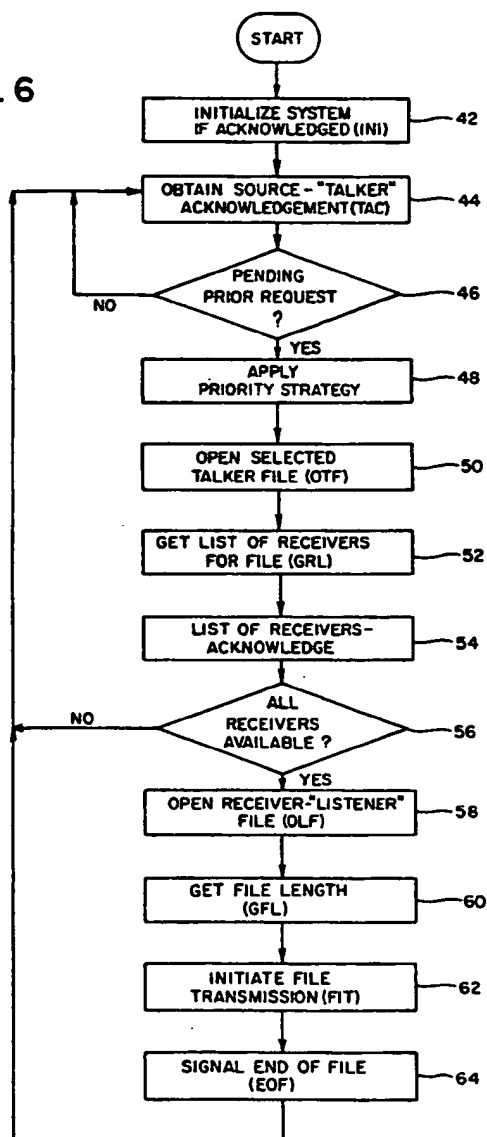 .6
START
INITIALIZE SYSTEM
IF ACKNOWLEDGED (INI)
42
OBTAIN SOURCE-"TALKER"
ACKNOWLEDGEMENT (TAC)
44
PENDING
PRIOR REQUEST
?
46
NO
YES
APPLY
PRIORITY STRATEGY
48
OPEN SELECTED
TALKER FILE (OTF)
50
GET LIST OF RECEIVERS
FOR FILE (GRL)
52
LIST OF RECEIVERS-
ACKNOWLEDGE
54
ALL
RECEIVERS
AVAILABLE ?
56
NO
YES
OPEN RECEIVER-"LISTENER"
FILE (OLF)
58
GET FILE LENGTH
(GFL)
60
INITIATE FILE
TRANSMISSION (FIT)
62
SIGNAL END OF FILE
(EOF)
64